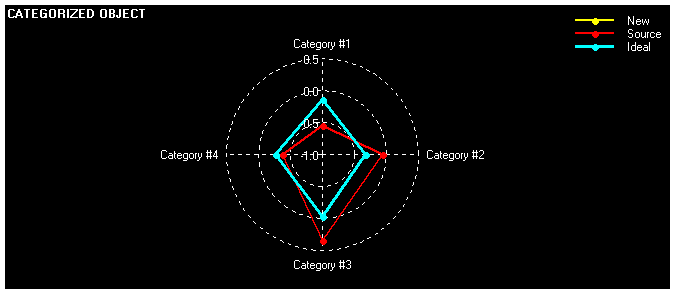 CATEGORIZED OBJECT
New
Source
Ideal
Category #1
0.5
0.0
0.5
Category #4
1.0
Category #2
Category #3